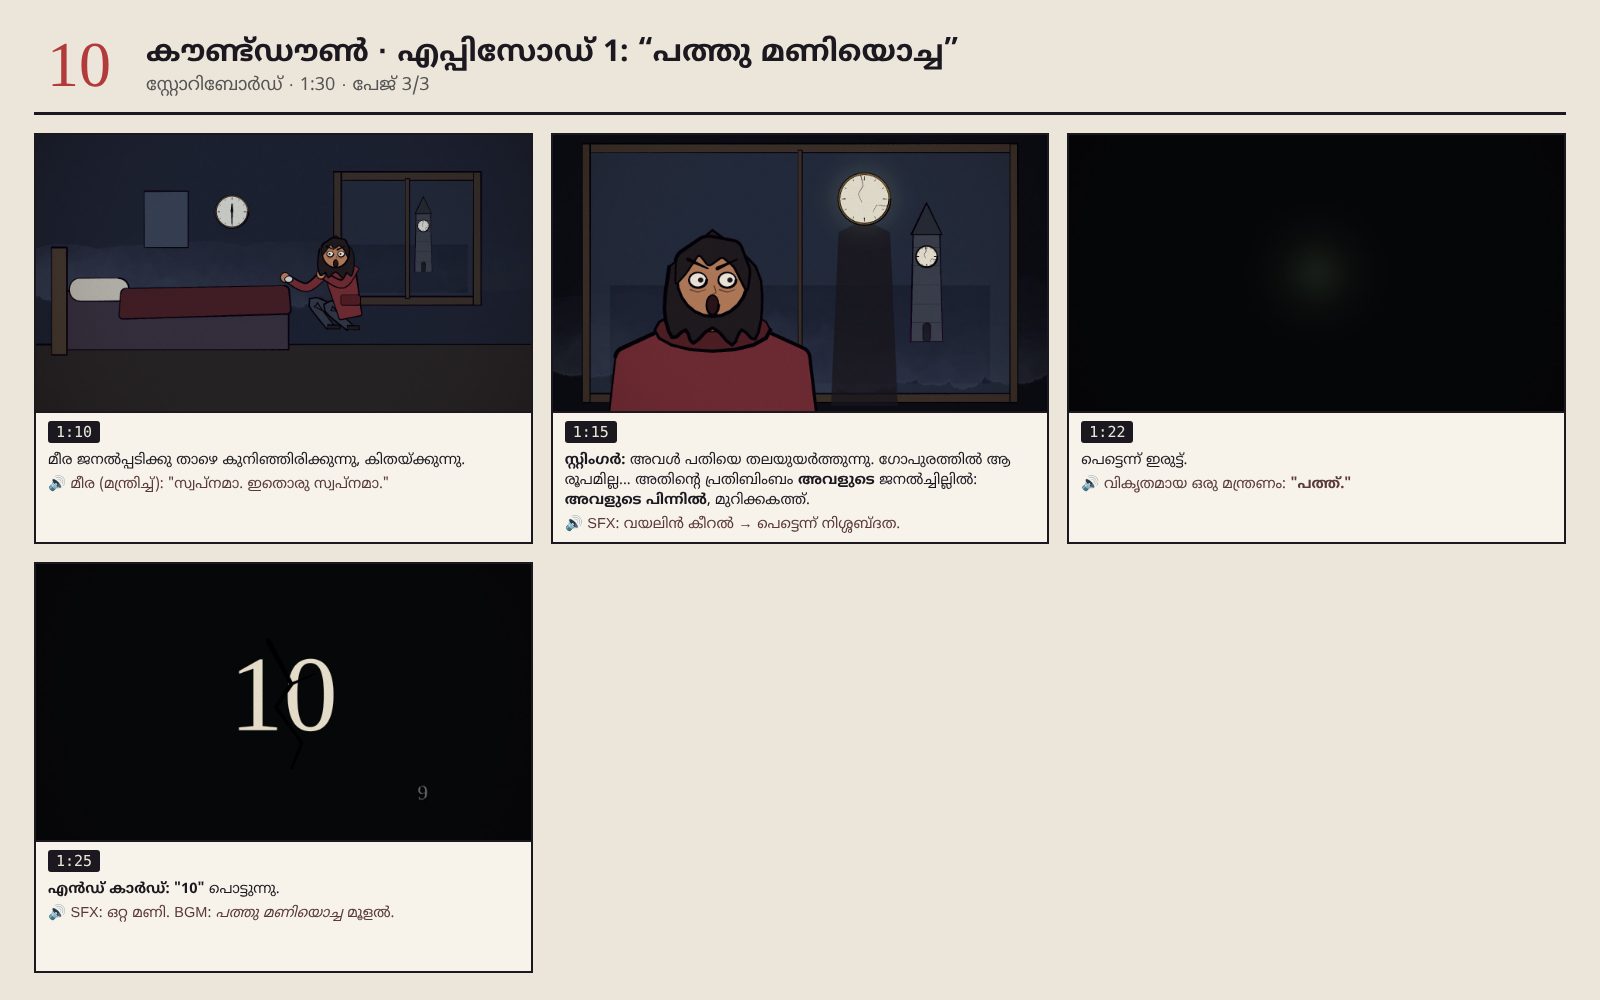 10
കൗണ്ട്ഡൗൺ · എപ്പിസോഡ് 1: “പത്തു മണിയൊച്ച”
സ്റ്റോറിബോർഡ് · 1:30 · പേജ് 3/3
1:10
മീര ജനൽപ്പടിക്കു താഴെ കുനിഞ്ഞിരിക്കുന്നു, കിതയ്ക്കുന്നു.
🔊 മീര (മന്ത്രിച്ച്): "സ്വപ്നമാ. ഇതൊരു സ്വപ്നമാ."
1:15
സ്റ്റിംഗർ: അവൾ പതിയെ തലയുയർത്തുന്നു. ഗോപുരത്തിൽ ആ
രൂപമില്ല... അതിന്റെ പ്രതിബിംബം അവളുടെ ജനൽച്ചില്ലിൽ:
അവളുടെ പിന്നിൽ, മുറിക്കകത്ത്.
🔊 SFX: വയലിൻ കീറൽ → പെട്ടെന്ന് നിശ്ശബ്ദത.
1:22
പെട്ടെന്ന് ഇരുട്ട്.
🔊 വികൃതമായ ഒരു മന്ത്രണം: "പത്ത്."
10
9
1:25
എൻഡ് കാർഡ്: "10" പൊട്ടുന്നു.
🔊 SFX: ഒറ്റ മണി. BGM: പത്തു മണിയൊച്ച മൂളൽ.